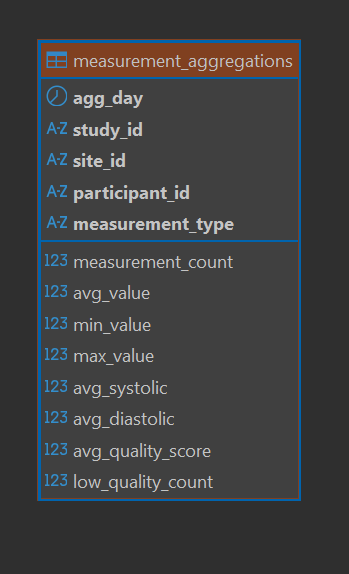 measurement_aggregations
agg_day
A-Z study_id
A-Z site_id
A-Z participant_id
A-Z measurement_type
123 measurement_count
123 avg_value
123 min_value
123 max_value
123 avg_systolic
123 avg_diastolic
123 avg_quality_score
123 low_quality_count